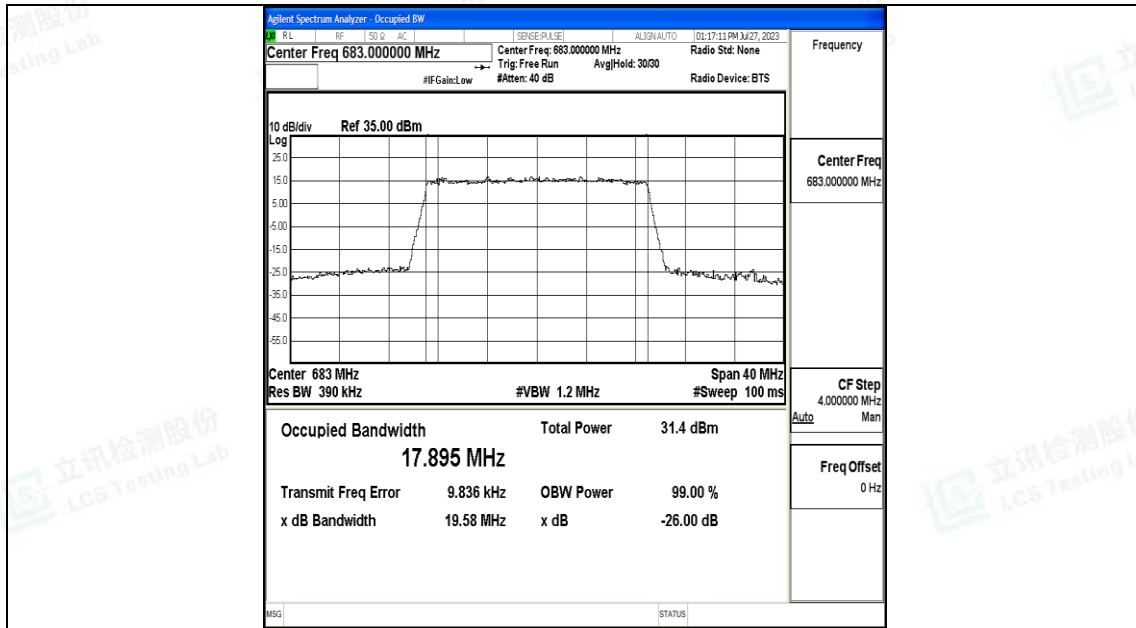 Agilent Spectrum Analyzer - Occupied BW
LXI RL RF 50 Ω AC SENSE:PULSE ALIGN AUTO 01:17:11 PM Jul 27, 2023
Center Freq 683.000000 MHz
Center Freq: 683.000000 MHz
Radio Std: None
Trig: Free Run Avg|Hold: 30/30
#IFGain:Low
#Atten: 40 dB
Radio Device: BTS
Frequency
10 dB/div Ref 35.00 dBm
Log
25.0
15.0
5.00
-5.00
-15.0
-25.0
-35.0
-45.0
-55.0
Center 683 MHz
Span 40 MHz
Res BW 390 kHz
#VBW 1.2 MHz
#Sweep 100 ms
Center Freq
683.000000 MHz
CF Step
4.000000 MHz
Auto Man
Freq Offset
0 Hz
Occupied Bandwidth
17.895 MHz
Total Power 31.4 dBm
Transmit Freq Error 9.836 kHz
OBW Power 99.00 %
x dB Bandwidth 19.58 MHz
x dB -26.00 dB
MSG
STATUS
立讯检测股份
LCS Testing Lab
立讯检测股份
LCS Testing L